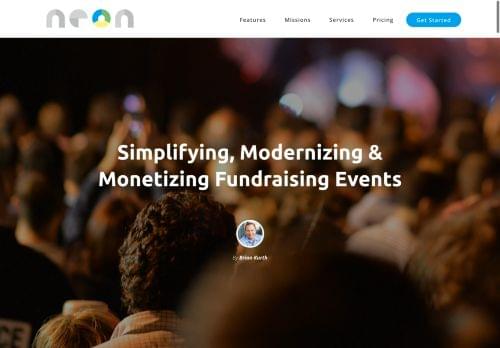 neon
Features Missions Services Pricing Get Started
Simplifying, Modernizing &
Monetizing Fundraising Events
By Brian Kurth